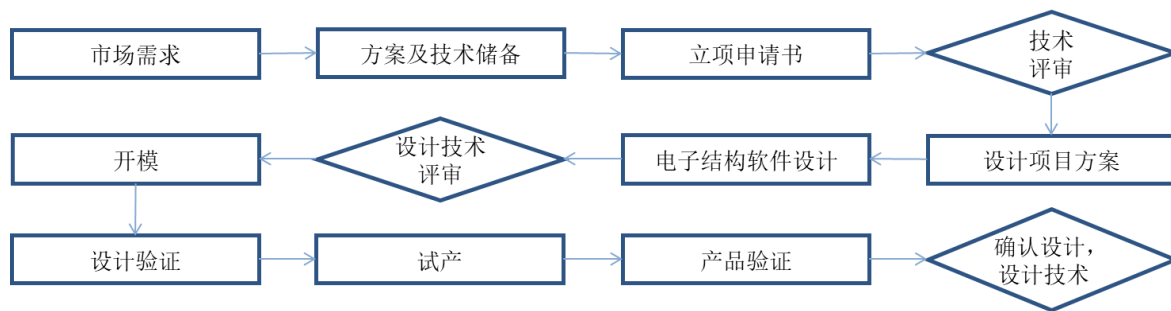 市场需求
方案及技术储备
立项申请书
技术
评审
设计项目方案
电子结构软件设计
设计技术
评审
开模
设计验证
试产
产品验证
确认设计，
设计技术